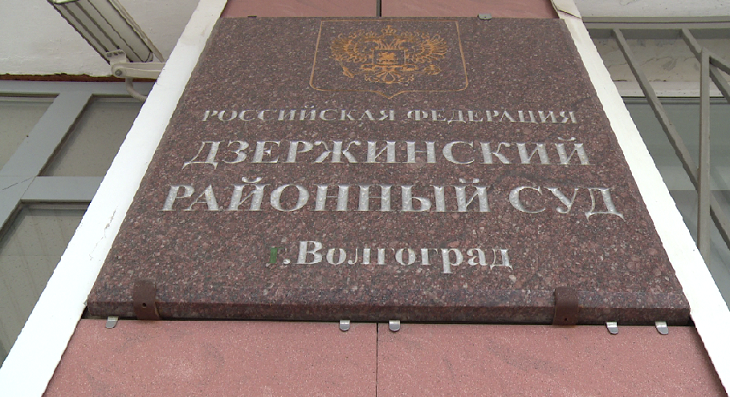 РОССИЙСКАЯ ФЕДЕРАЦИЯ
ДЗЕРЖИНСКИЙ
РАЙОННЫЙ СУД
г.Волгоград